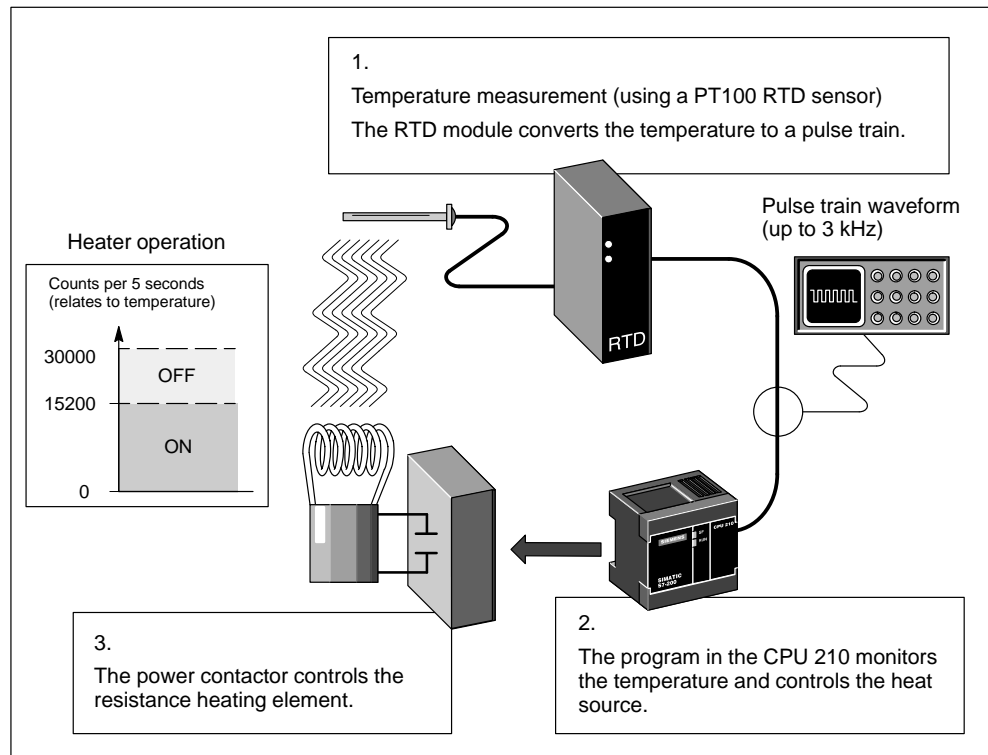 1.
Temperature measurement (using a PT100 RTD sensor)
The RTD module converts the temperature to a pulse train.
Pulse train waveform
(up to 3 kHz)
Heater operation
Counts per 5 seconds
(relates to temperature)
30000
OFF
15200
ON
0
RTD
SIEMENS
SF
RUN
CPU 210
SIMATIC
S7-200
3.
The power contactor controls the
resistance heating element.
2.
The program in the CPU 210 monitors
the temperature and controls the heat
source.